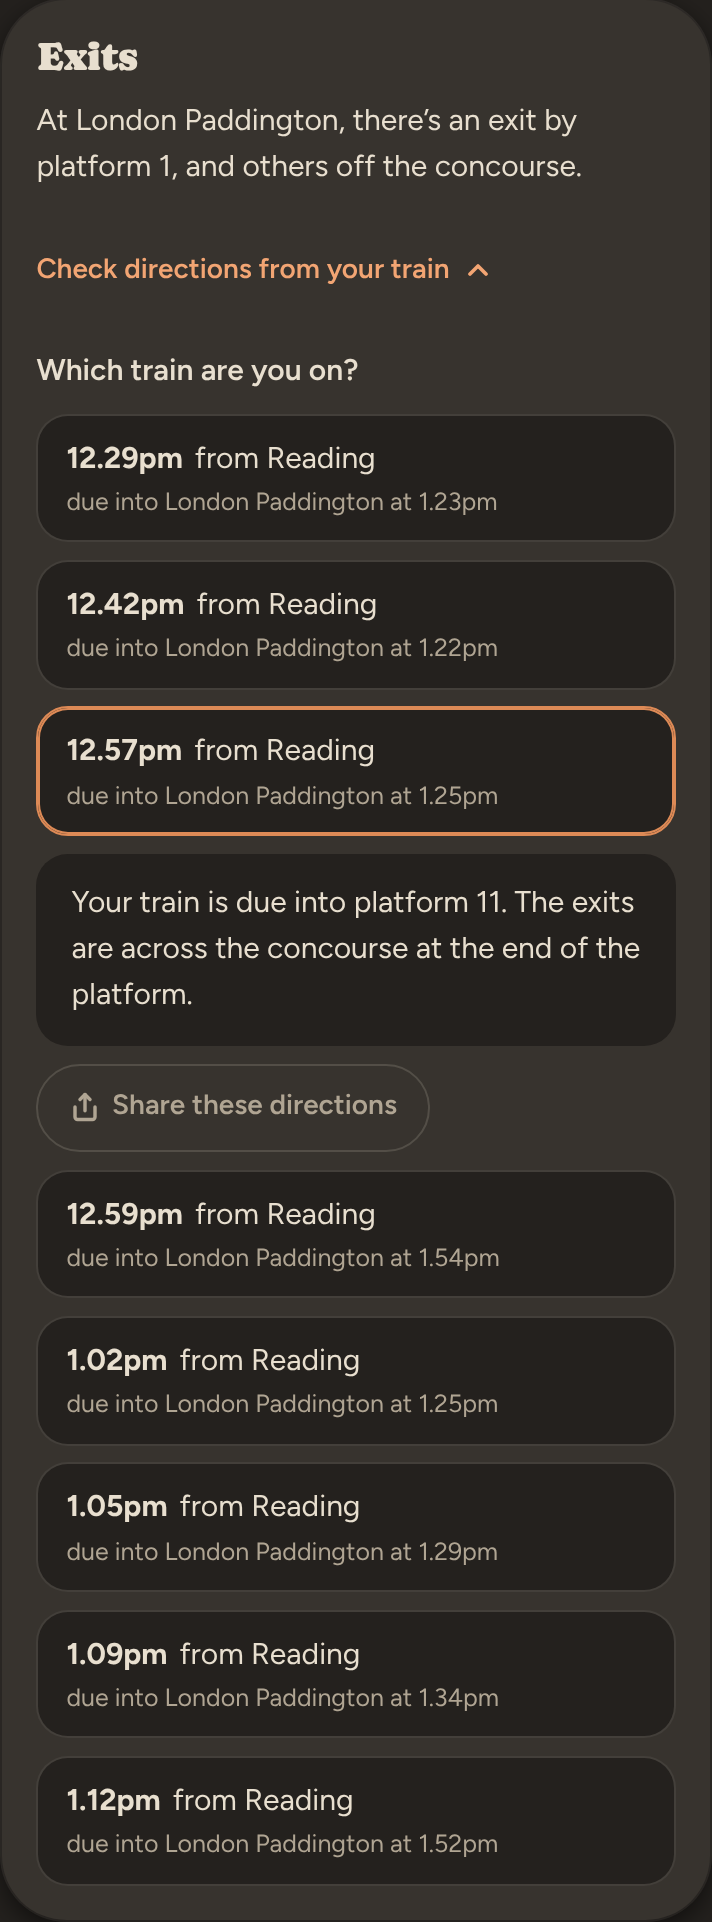 Exits
At London Paddington, there’s an exit by
platform 1, and others off the concourse.
Check directions from your train
Which train are you on?
12.29pm from Reading
due into London Paddington at 1.23pm
12.42pm from Reading
due into London Paddington at 1.22pm
12.57pm from Reading
due into London Paddington at 1.25pm
Your train is due into platform 11. The exits
are across the concourse at the end of the
platform.
Share these directions
12.59pm from Reading
due into London Paddington at 1.54pm
1.02pm from Reading
due into London Paddington at 1.25pm
1.05pm from Reading
due into London Paddington at 1.29pm
1.09pm from Reading
due into London Paddington at 1.34pm
1.12pm from Reading
due into London Paddington at 1.52pm